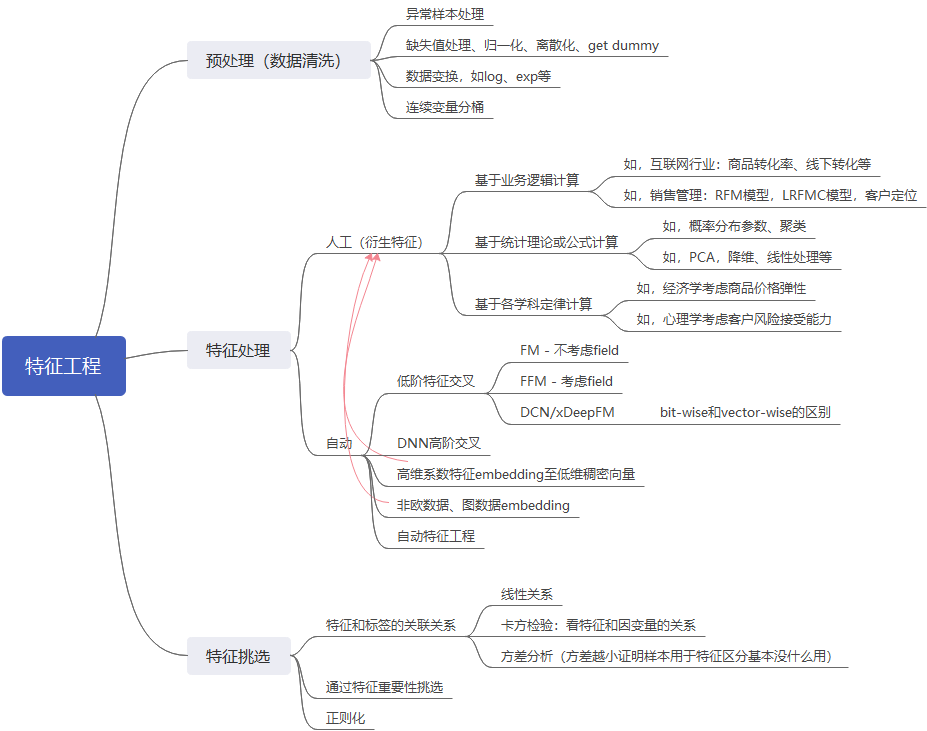 特征工程
预处理（数据清洗）
异常样本处理
缺失值处理、归一化、离散化、get dummy
数据变换，如log、exp等
连续变量分桶
特征处理
人工（衍生特征）
基于业务逻辑计算
如，互联网行业：商品转化率、线下转化等
如，销售管理：RFM模型，LRFMC模型，客户定位
基于统计理论或公式计算
如，概率分布参数、聚类
如，PCA，降维、线性处理等
基于各学科定律计算
如，经济学考虑商品价格弹性
如，心理学考虑客户风险接受能力
自动
低阶特征交叉
FM - 不考虑field
FFM - 考虑field
DCN/xDeepFM
bit-wise和vector-wise的区别
DNN高阶交叉
高维系数特征embedding至低维稠密向量
非欧数据、图数据embedding
自动特征工程
特征挑选
特征和标签的关联关系
线性关系
卡方检验：看特征和因变量的关系
方差分析（方差越小证明样本用于特征区分基本没什么用）
通过特征重要性挑选
正则化